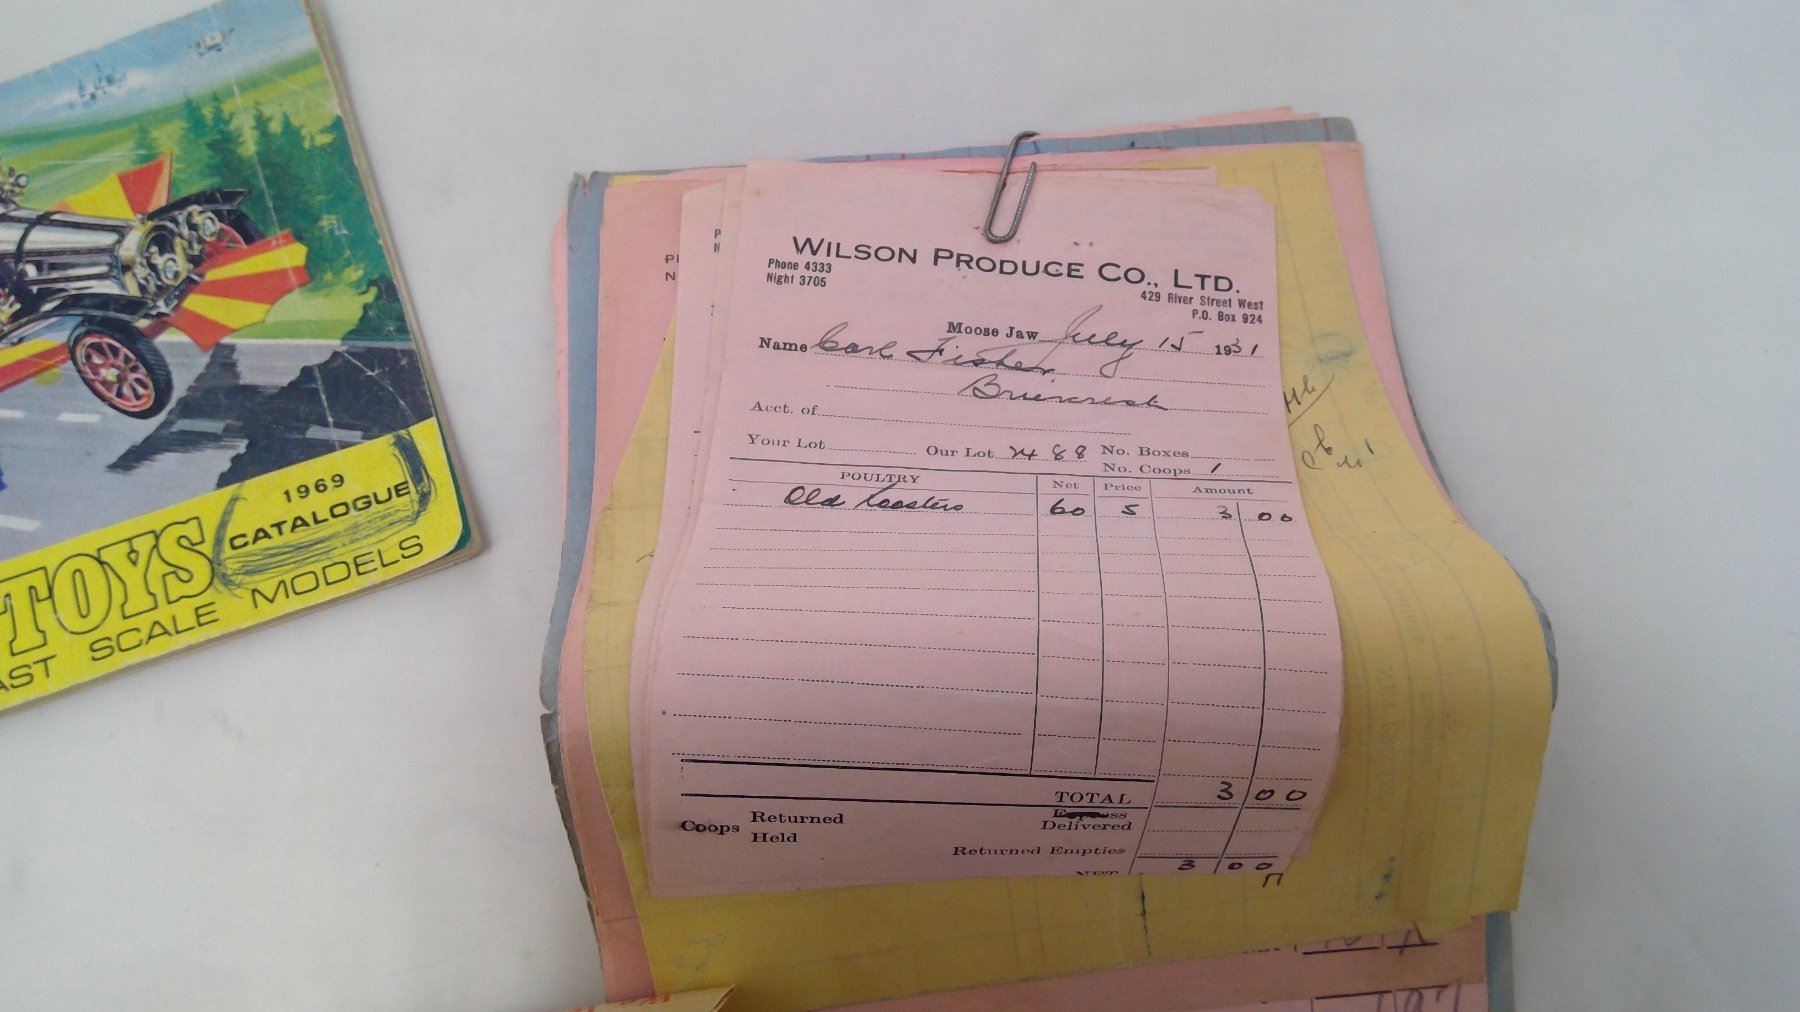 1969
CATALOGUE
TOYS
AST SCALE MODELS
WILSON PRODUCE CO., LTD.
Phone 4333
Night 3705
429 River Street West
P.O. Box 924
Moose Jaw July 15 1931
Name Carl Fisher
Briercrest
Acct. of
Your Lot Our Lot 88 No. Boxes
No. Coops 1
POULTRY Net Price Amount
Old Roosters 60 5 3 00
TOTAL 3 00
Express
Delivered
Coops Returned
Held
Returned Empties
NET 3 00